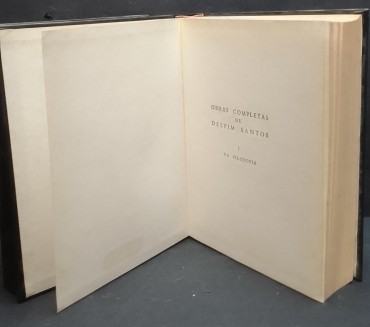 OBRAS COMPLETAS
DE
DELFIM SANTOS
I
DA FILOSOFIA